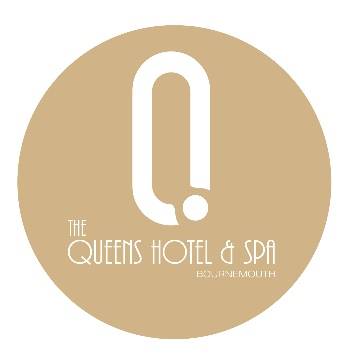 Q
THE
QUEENS HOTEL & SPA
BOURNEMOUTH